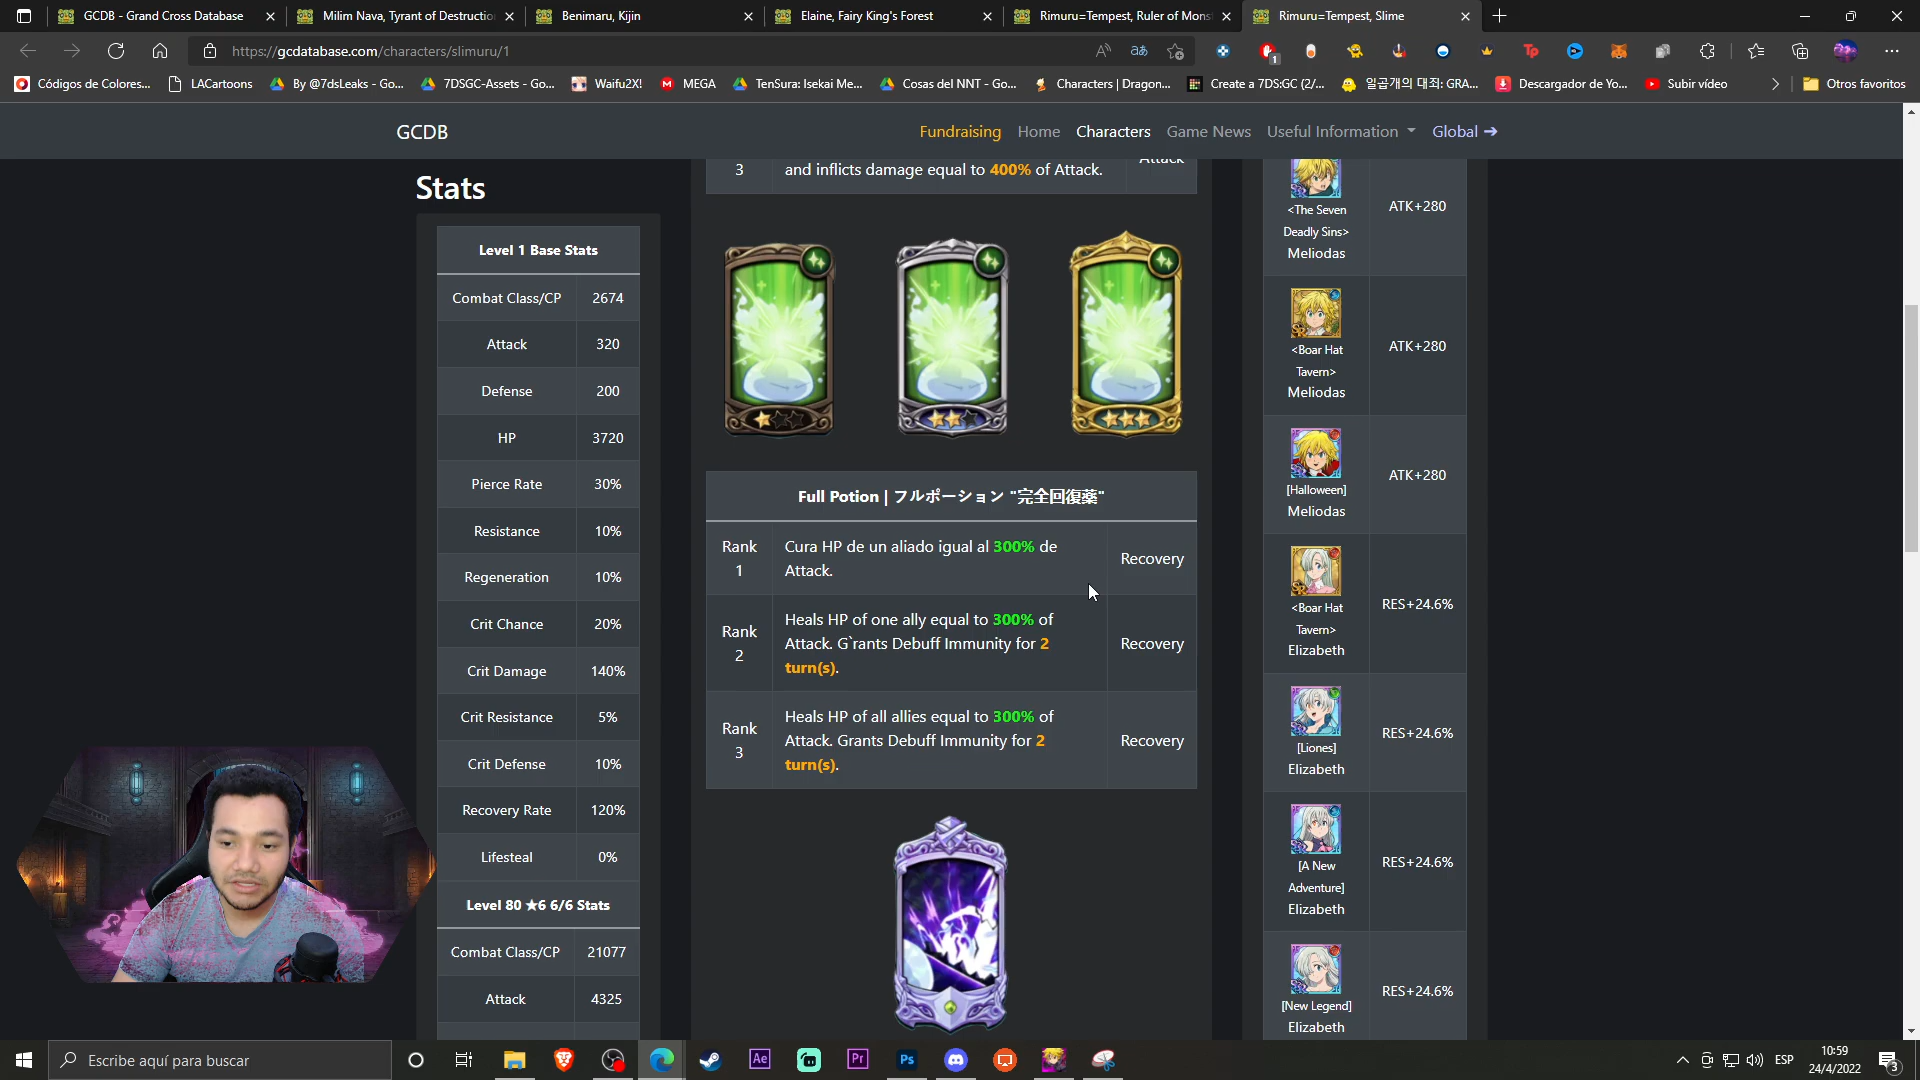 GCDB - Grand Cross Database
Milim Nava, Tyrant of Destructio
Benimaru, Kijin
Elaine, Fairy King's Forest
Rimuru=Tempest, Ruler of Mons
Rimuru=Tempest, Slime
https://gcdatabase.com/characters/slimuru/1
Códigos de Colores...
LACartoons
By @7dsLeaks - Go...
7DSGC-Assets - Go...
Waifu2X!
MEGA
TenSura: Isekai Me...
Cosas del NNT - Go...
Characters | Dragon...
Create a 7DS:GC (2/...
일곱개의 대죄: GRA...
Descargador de Yo...
Subir vídeo
Otros favoritos
GCDB
Fundraising
Home
Characters
Game News
Useful Information
Global →
Stats
Level 1 Base Stats
Combat Class/CP 2674
Attack 320
Defense 200
HP 3720
Pierce Rate 30%
Resistance 10%
Regeneration 10%
Crit Chance 20%
Crit Damage 140%
Crit Resistance 5%
Crit Defense 10%
Recovery Rate 120%
Lifesteal 0%
Level 80 ★6 6/6 Stats
Combat Class/CP 21077
Attack 4325
3
and inflicts damage equal to 400% of Attack.
Attack
Full Potion | フルポーション "完全回復薬"
Rank
1
Cura HP de un aliado igual al 300% de
Attack.
Recovery
Rank
2
Heals HP of one ally equal to 300% of
Attack. G`rants Debuff Immunity for 2
turn(s).
Recovery
Rank
3
Heals HP of all allies equal to 300% of
Attack. Grants Debuff Immunity for 2
turn(s).
Recovery
<The Seven
Deadly Sins>
Meliodas
ATK+280
<Boar Hat
Tavern>
Meliodas
ATK+280
[Halloween]
Meliodas
ATK+280
<Boar Hat
Tavern>
Elizabeth
RES+24.6%
[Liones]
Elizabeth
RES+24.6%
[A New
Adventure]
Elizabeth
RES+24.6%
[New Legend]
Elizabeth
RES+24.6%
Escribe aquí para buscar
Ae
Pr
Ps
ESP
10:59
24/4/2022
3